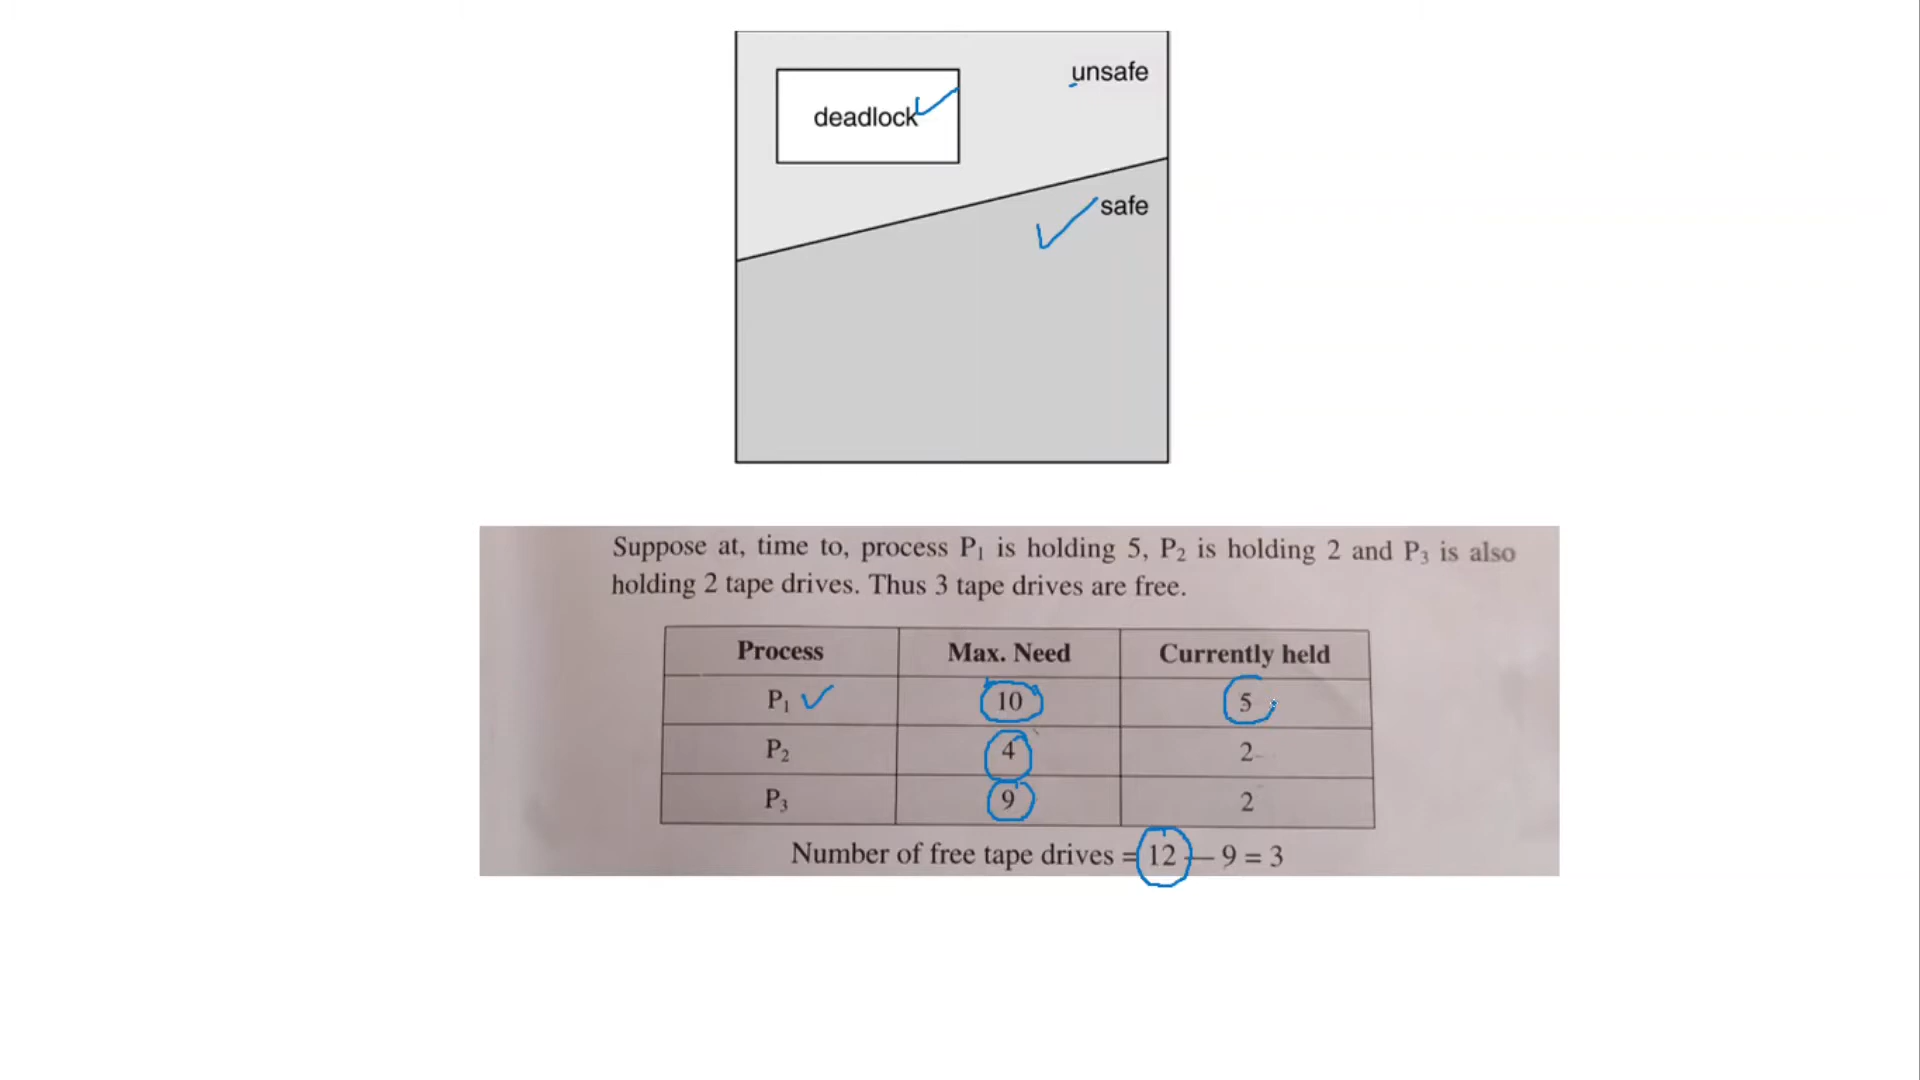 unsafe
deadlock
safe
Suppose at, time to, process P₁ is holding 5, P₂ is holding 2 and P₃ is also
holding 2 tape drives. Thus 3 tape drives are free.
Process Max. Need Currently held
P₁ 10 5
P₂ 4 2
P₃ 9 2
Number of free tape drives = 12 — 9 = 3